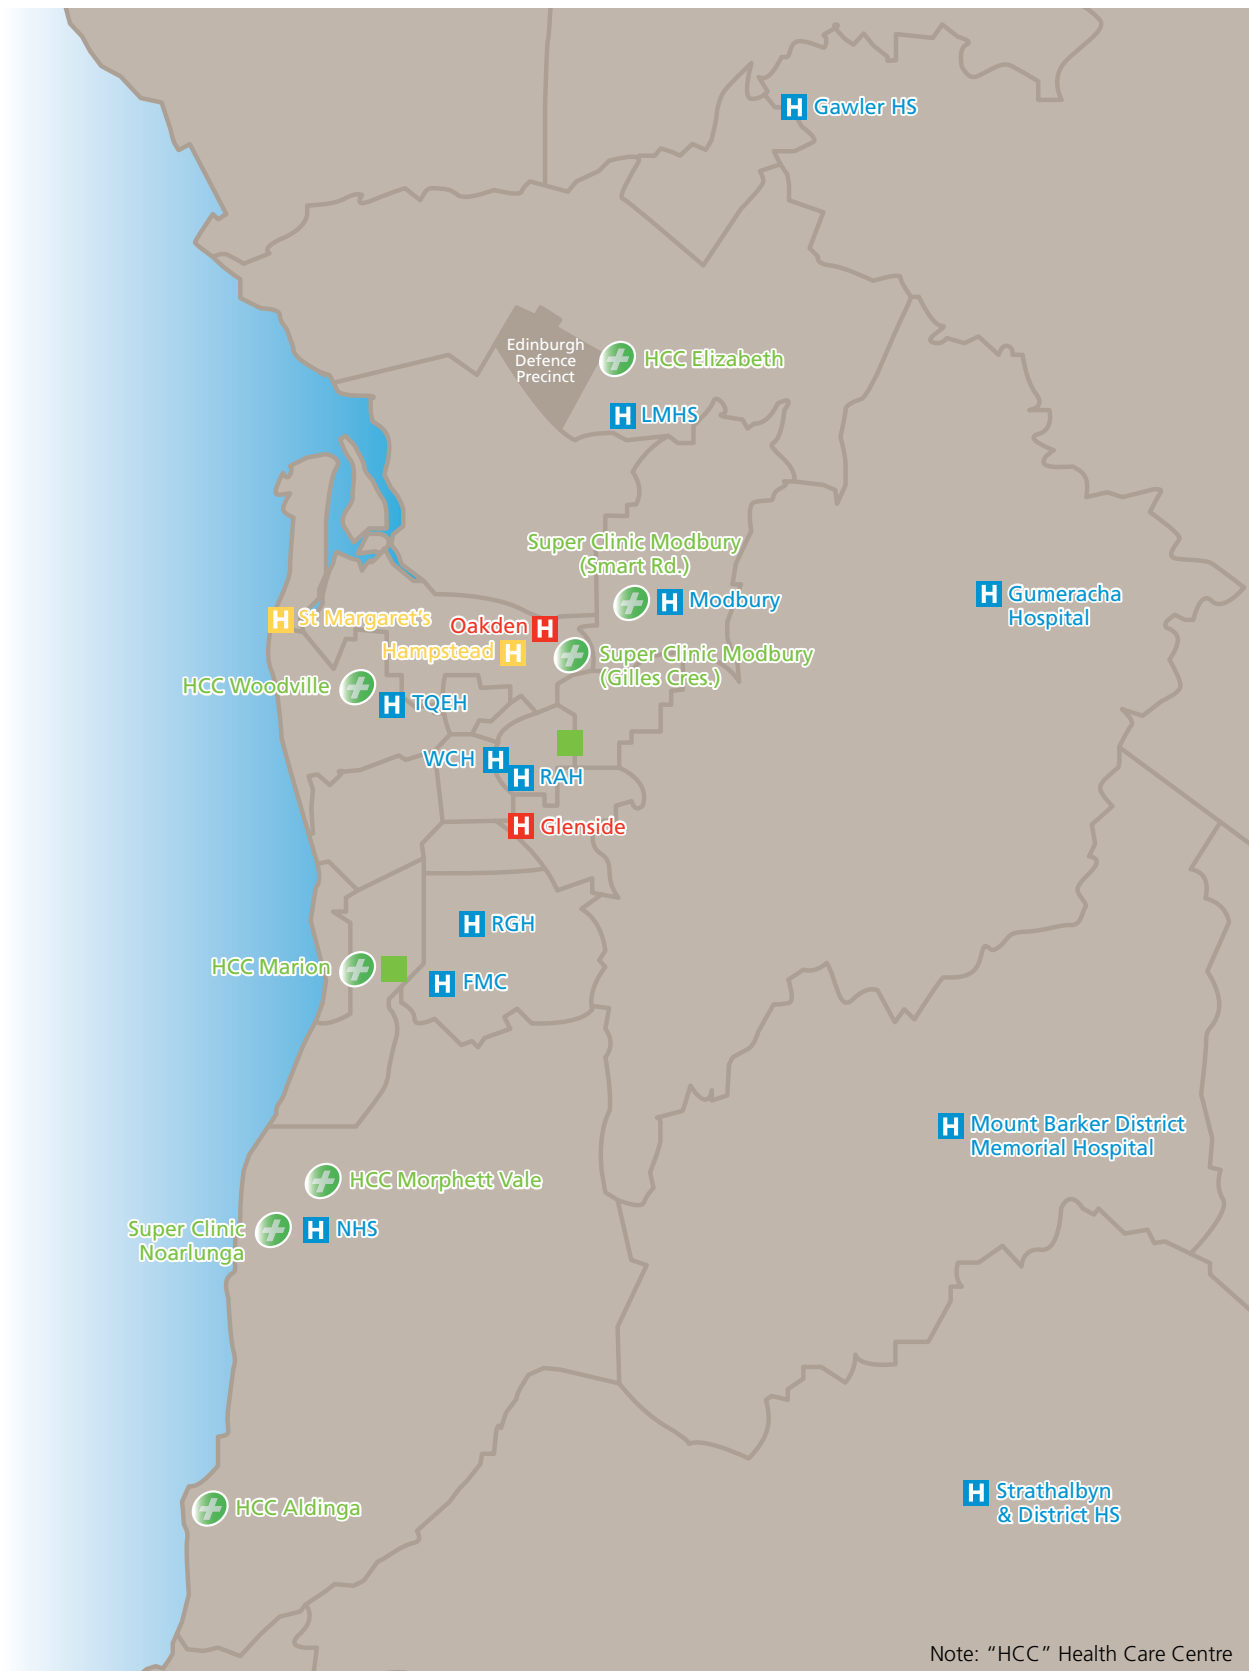 H Gawler HS
Edinburgh
Defence
Precinct
HCC Elizabeth
H LMHS
Super Clinic Modbury
(Smart Rd.)
H Modbury
H Gumeracha
Hospital
H St Margaret's
Oakden H
Hampstead H
Super Clinic Modbury
(Gilles Cres.)
HCC Woodville
H TQEH
WCH H
H RAH
H Glenside
H RGH
HCC Marion
H FMC
H Mount Barker District
Memorial Hospital
HCC Morphett Vale
Super Clinic
Noarlunga
H NHS
H Strathalbyn
& District HS
HCC Aldinga
Note: “HCC” Health Care Centre